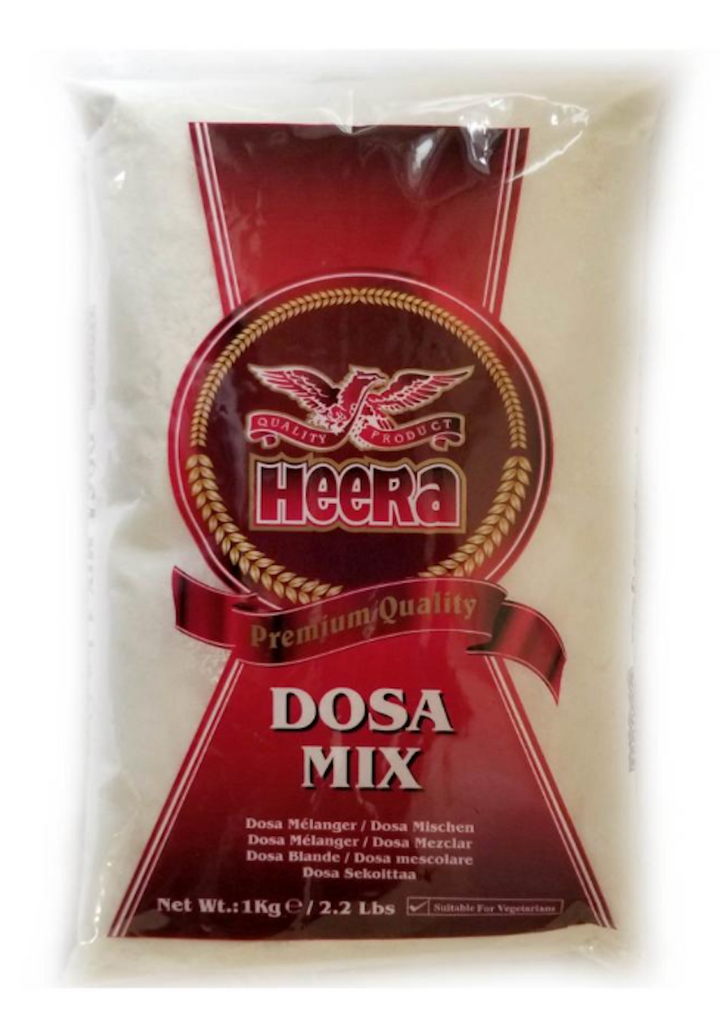 QUALITY PRODUCT
HEERa
Premium Quality
DOSA
MIX
Dosa Mélanger / Dosa Mischen
Dosa Mélanger / Dosa Mezclar
Dosa Blande / Dosa mescolare
Dosa Sekoittaa
Net Wt.:1Kg ℮ / 2.2 Lbs
Suitable For Vegetarians